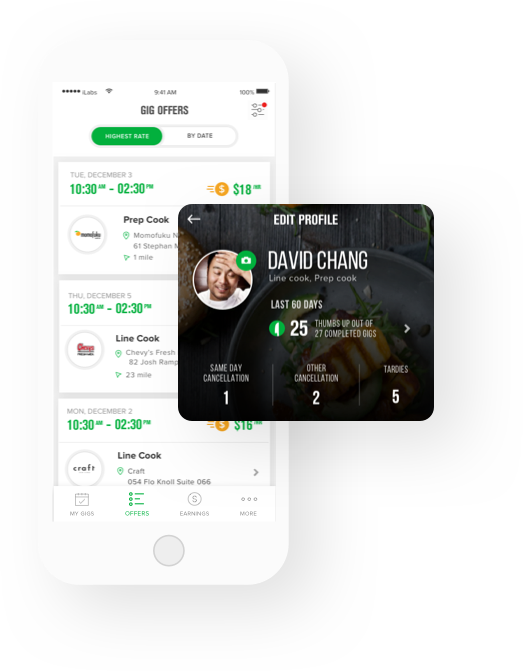 iLabs 9:41 AM 100%
GIG OFFERS
HIGHEST RATE BY DATE
TUE, DECEMBER 3
10:30 AM - 02:30 PM $ $18 /HR
momofuku
Prep Cook
Momofuku
61 Stephan
1 mile
THU, DECEMBER 5
10:30 AM - 02:30 PM
Chevys
Line Cook
Chevy's Fresh
82 Josh Ramp
23 mile
MON, DECEMBER 2
10:30 AM - 02:30 PM $ $16 /HR
craft
Line Cook
Craft
054 Flo Knoll Suite 066
MY GIGS OFFERS EARNINGS MORE
EDIT PROFILE
DAVID CHANG
Line cook, Prep cook
LAST 60 DAYS
25 THUMBS UP OUT OF
27 COMPLETED GIGS
SAME DAY
CANCELLATION
1
OTHER
CANCELLATION
2
TARDIES
5